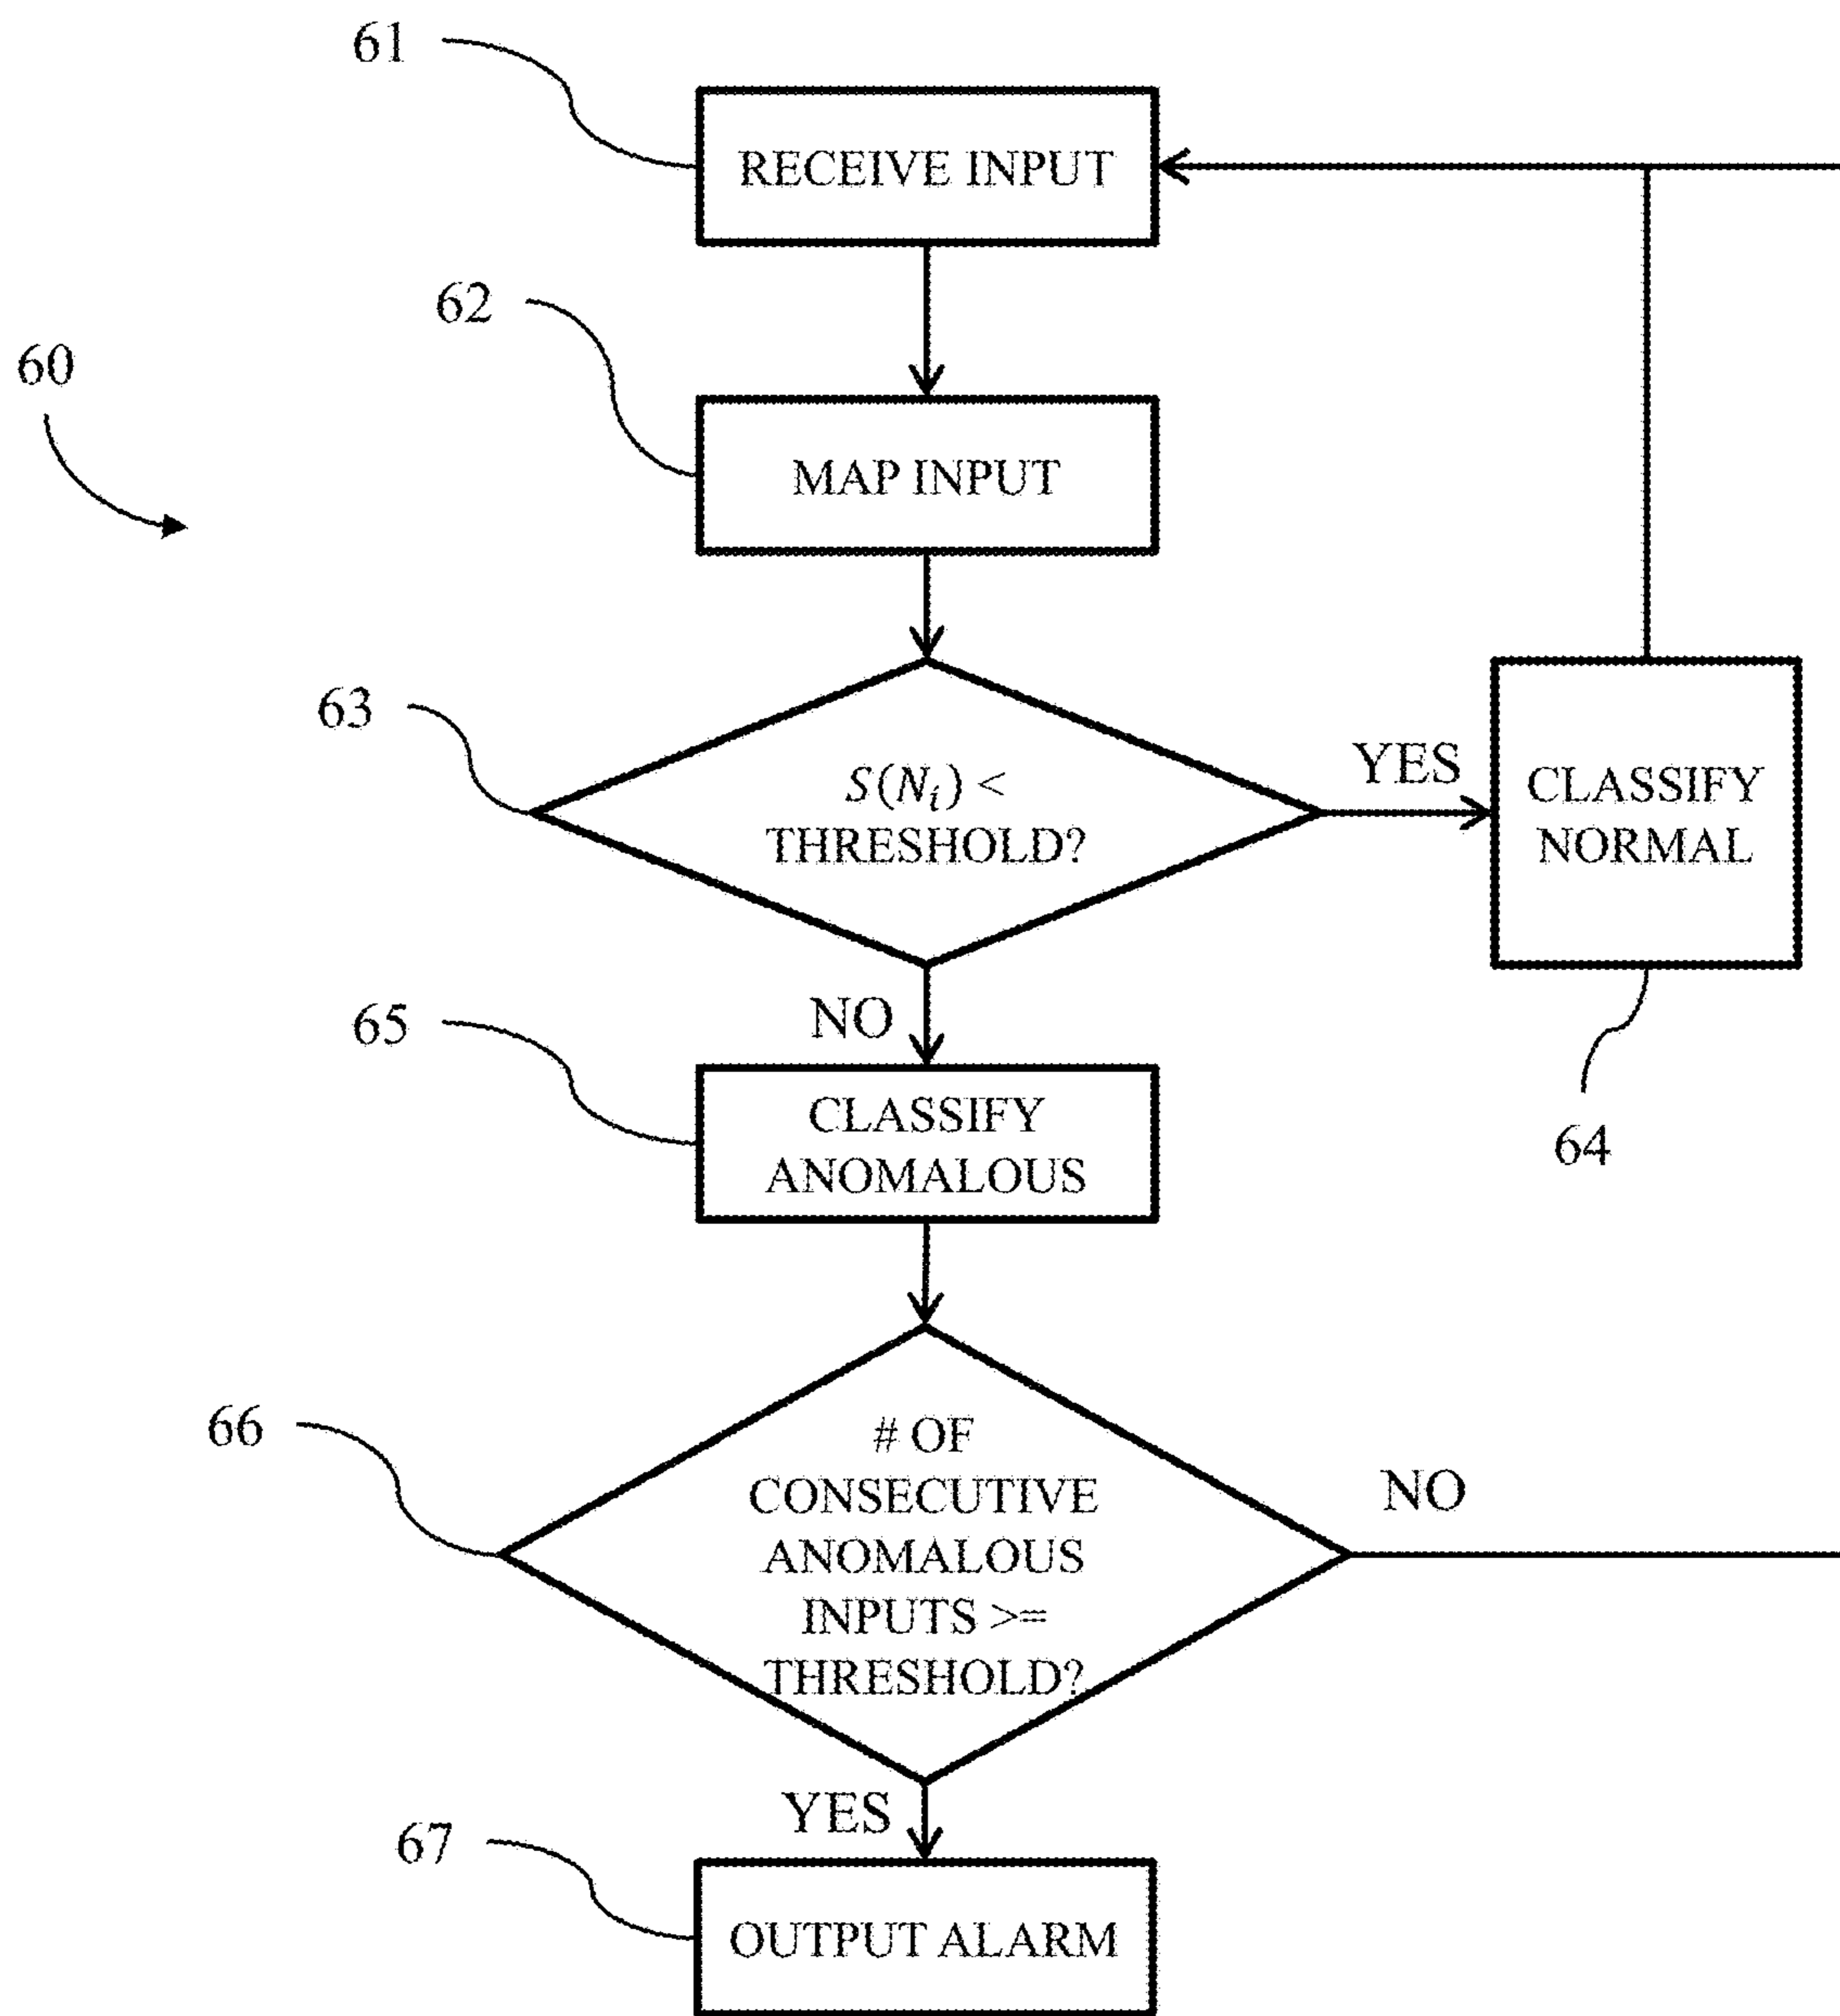 61
RECEIVE INPUT
62
60
MAP INPUT
63
S(Nᵢ) <
THRESHOLD?
YES
CLASSIFY
NORMAL
64
NO
65
CLASSIFY
ANOMALOUS
66
# OF
CONSECUTIVE
ANOMALOUS
INPUTS >=
THRESHOLD?
NO
YES
67
OUTPUT ALARM